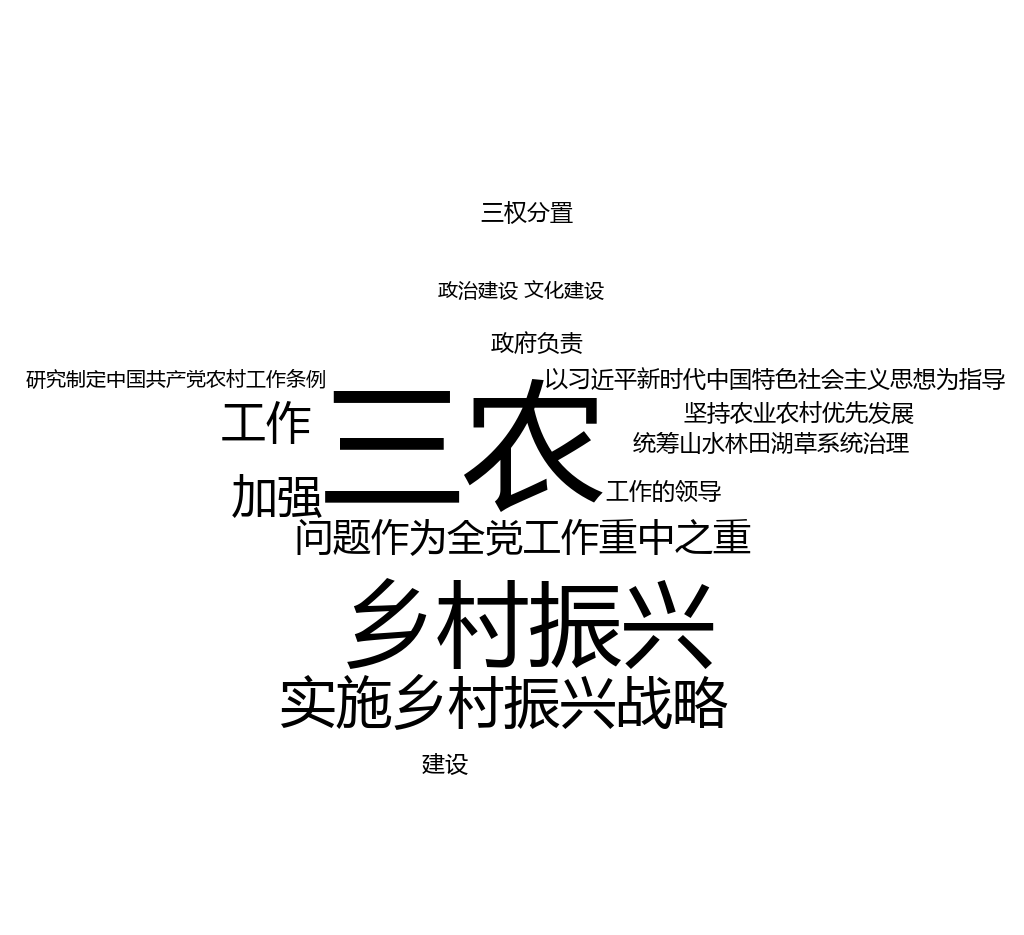 三权分置
政治建设 文化建设
政府负责
研究制定中国共产党农村工作条例
以习近平新时代中国特色社会主义思想为指导
工作
三农
坚持农业农村优先发展
统筹山水林田湖草系统治理
加强
工作的领导
问题作为全党工作重中之重
乡村振兴
实施乡村振兴战略
建设